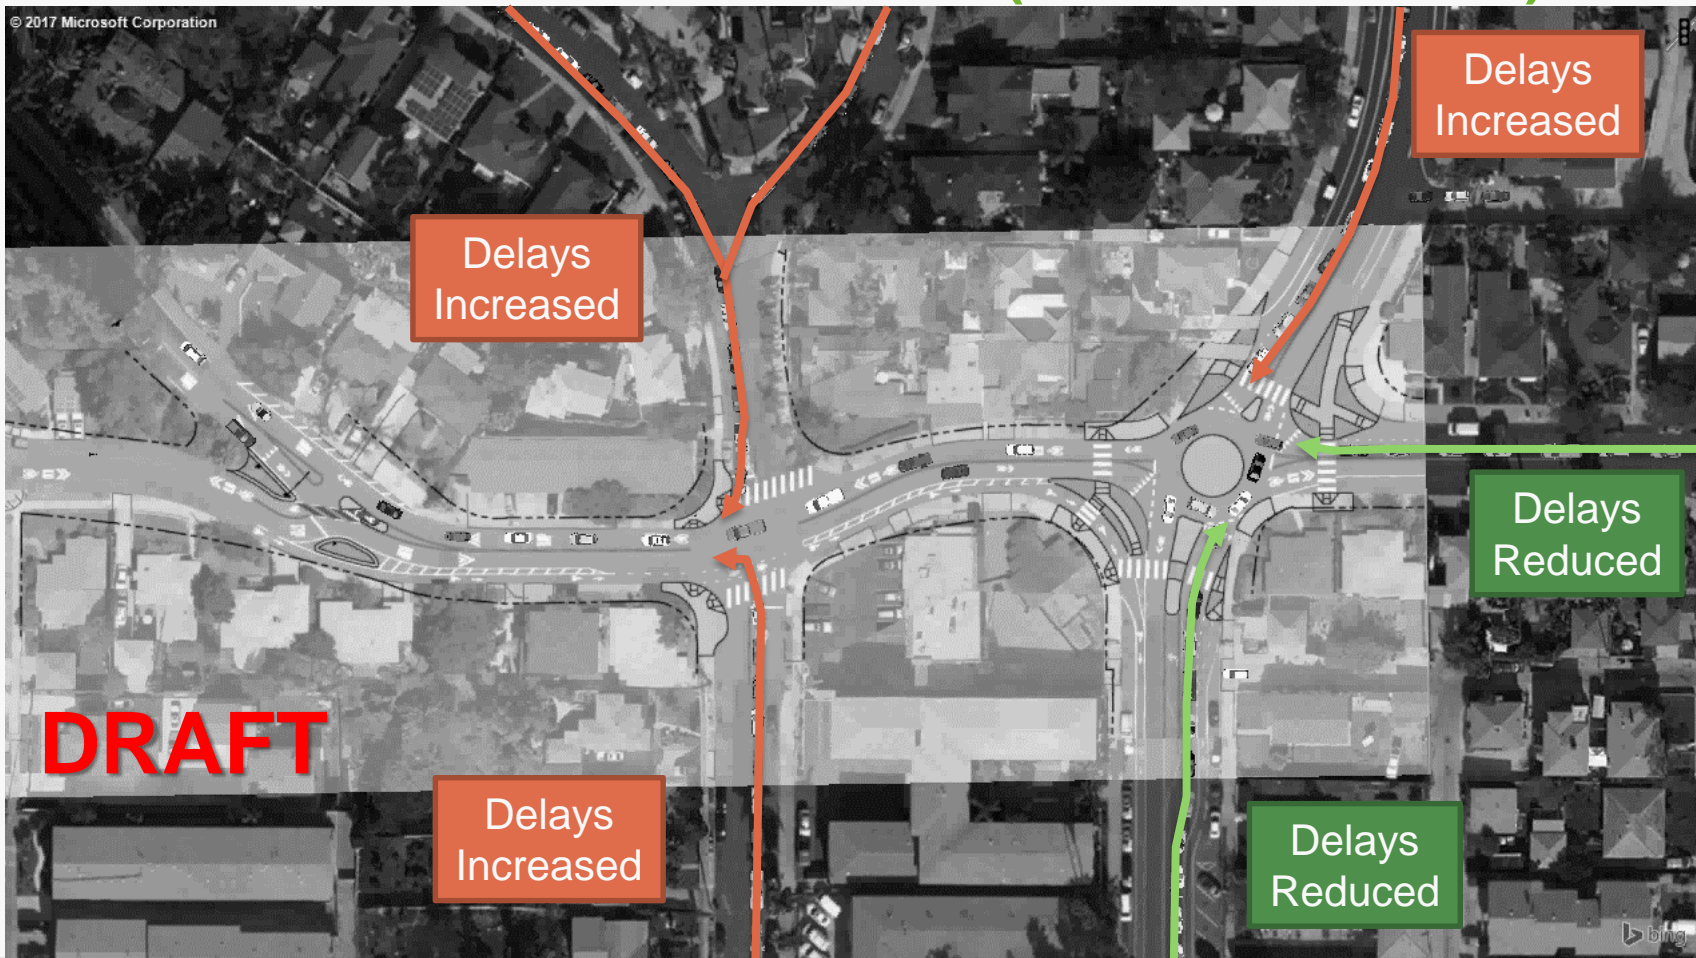 © 2017 Microsoft Corporation
Delays
Increased
Delays
Increased
Delays
Reduced
DRAFT
Delays
Increased
Delays
Reduced
bing